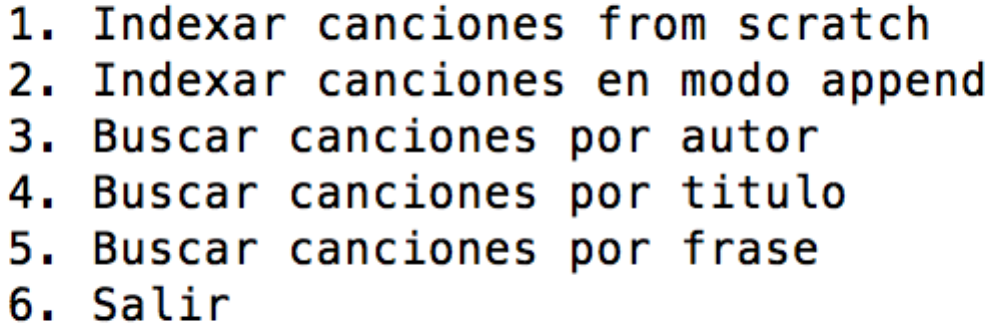 1. Indexar canciones from scratch
2. Indexar canciones en modo append
3. Buscar canciones por autor
4. Buscar canciones por titulo
5. Buscar canciones por frase
6. Salir